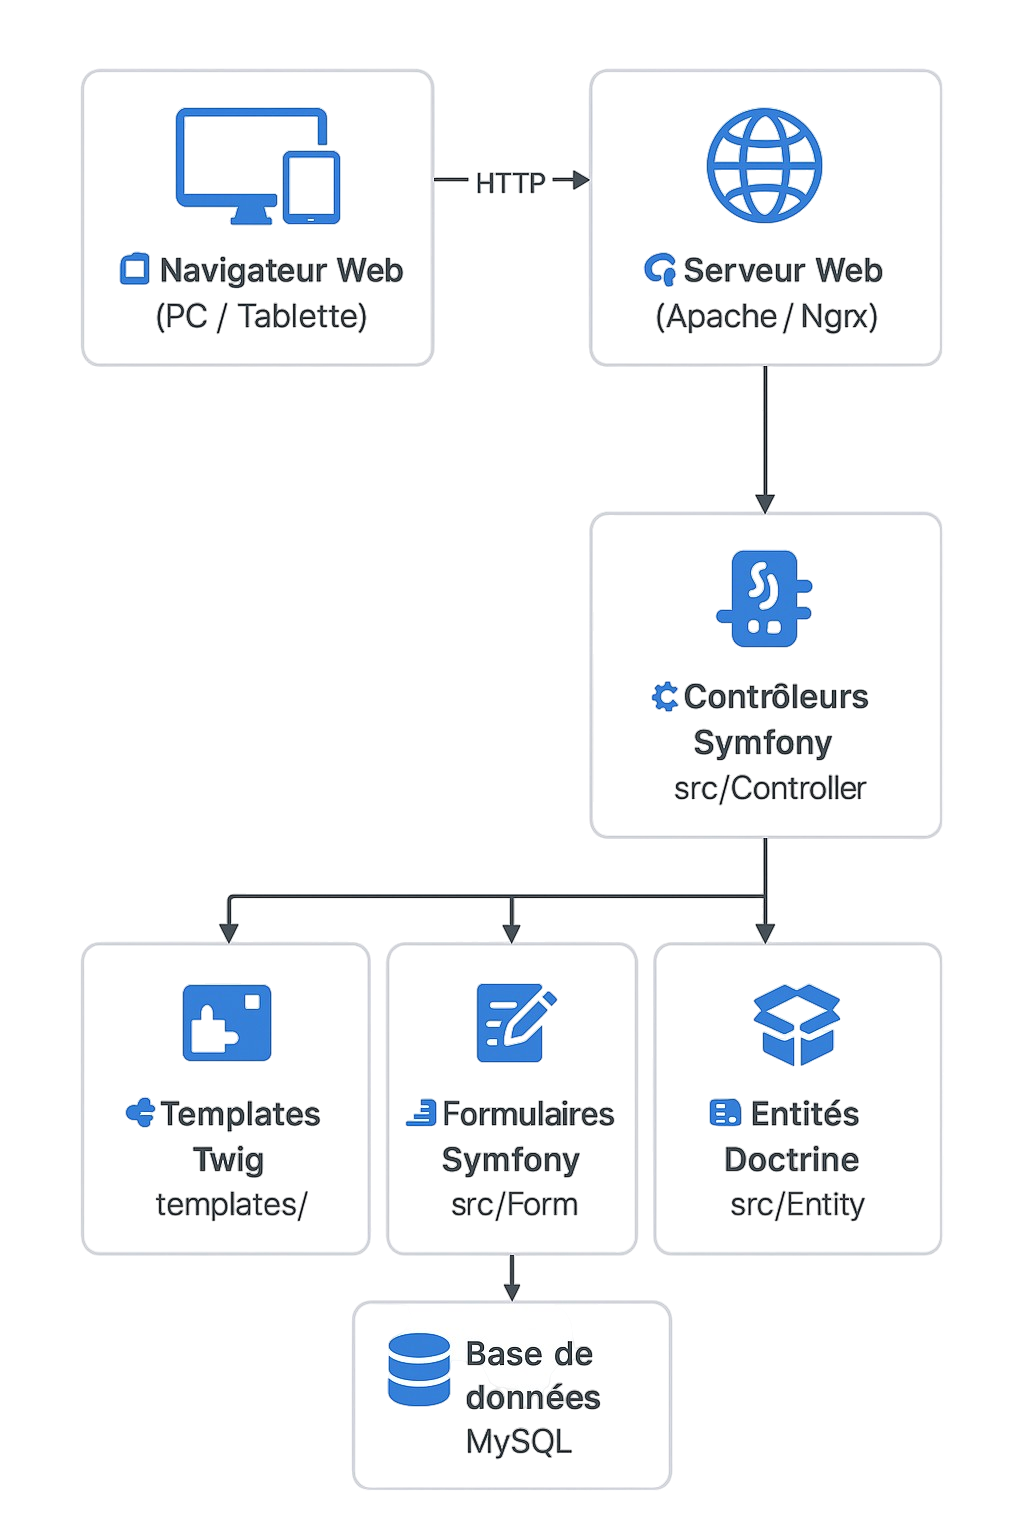 Navigateur Web
(PC / Tablette)
HTTP
Serveur Web
(Apache / Ngrx)
Contrôleurs
Symfony
src/Controller
Templates
Twig
templates/
Formulaires
Symfony
src/Form
Entités
Doctrine
src/Entity
Base de
données
MySQL